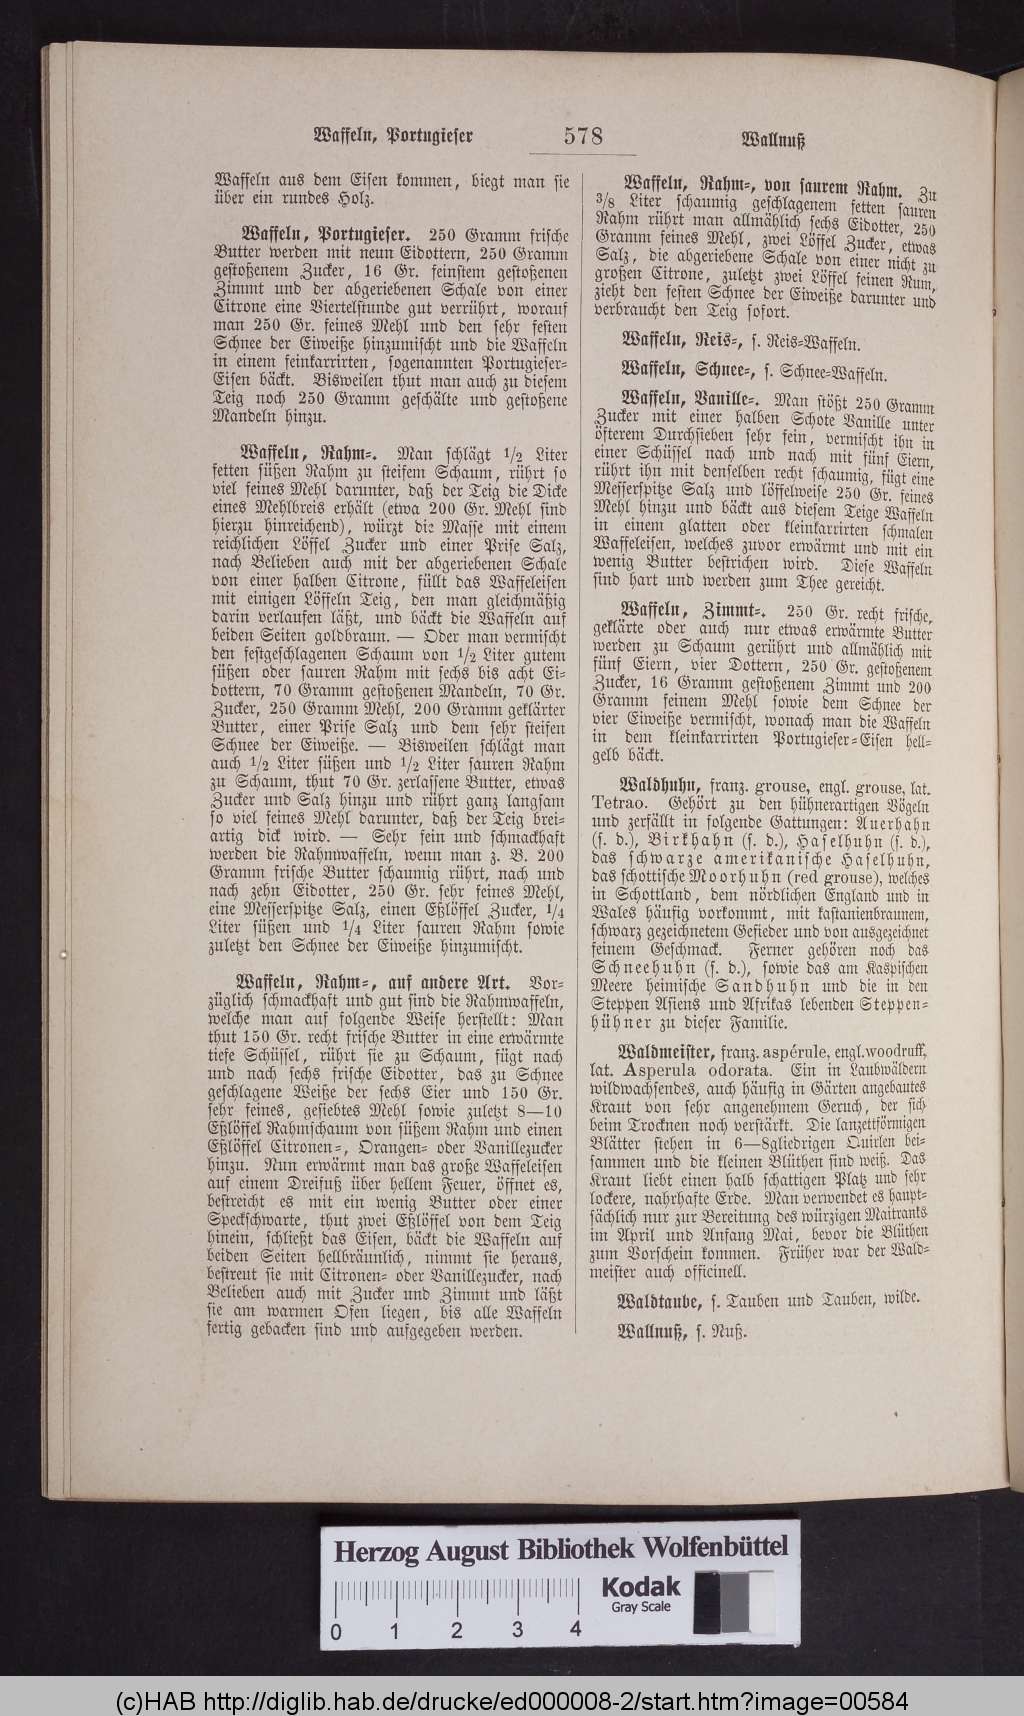 Waffeln, Portugieser
578
Wallnuß
Waffeln aus dem Eisen kommen, biegt man sie
über ein rundes Holz.
Waffeln, Portugieser. 250 Gramm frische
Butter werden mit neun Eidottern, 250 Gramm
gestoßenem Zucker, 16 Gr. feinstem gestoßenen
Zimmt und der abgeriebenen Schale von einer
Citrone eine Viertelstunde gut verrührt, worauf
man 250 Gr. feines Mehl und den sehr festen
Schnee der Eiweiße hinzumischt und die Waffeln
in einem feinkarrirten, sogenannten Portugieser-
Eisen bäckt. Bisweilen thut man auch zu diesem
Teig noch 250 Gramm geschälte und gestoßene
Mandeln hinzu.
Waffeln, Rahm-. Man schlägt 1/2 Liter
fetten süßen Rahm zu steifem Schaum, rührt so
viel feines Mehl darunter, daß der Teig die Dicke
eines Mehlbreis erhält (etwa 200 Gr. Mehl sind
hierzu hinreichend), würzt die Masse mit einem
reichlichen Löffel Zucker und einer Prise Salz,
nach Belieben auch mit der abgeriebenen Schale
von einer halben Citrone, füllt das Waffeleisen
mit einigen Löffeln Teig, den man gleichmäßig
darin verlaufen läßt, und bäckt die Waffeln auf
beiden Seiten goldbraun. — Oder man vermischt
den festgeschlagenen Schaum von 1/2 Liter gutem
süßen oder sauren Rahm mit sechs bis acht Ei-
dottern, 70 Gramm gestoßenen Mandeln, 70 Gr.
Zucker, 250 Gramm Mehl, 200 Gramm geklärter
Butter, einer Prise Salz und dem sehr steifen
Schnee der Eiweiße. — Bisweilen schlägt man
auch 1/2 Liter süßen und 1/2 Liter sauren Rahm
zu Schaum, thut 70 Gr. zerlassene Butter, etwas
Zucker und Salz hinzu und rührt ganz langsam
so viel feines Mehl darunter, daß der Teig brei-
artig dick wird. — Sehr fein und schmackhaft
werden die Rahmwaffeln, wenn man z. B. 200
Gramm frische Butter schaumig rührt, nach und
nach zehn Eidotter, 250 Gr. sehr feines Mehl,
eine Messerspitze Salz, einen Eßlöffel Zucker, 1/4
Liter süßen und 1/4 Liter sauren Rahm sowie
zuletzt den Schnee der Eiweiße hinzumischt.
Waffeln, Rahm-, auf andere Art. Vor-
züglich schmackhaft und gut sind die Rahmwaffeln,
welche man auf folgende Weise herstellt: Man
thut 150 Gr. recht frische Butter in eine erwärmte
tiefe Schüssel, rührt sie zu Schaum, fügt nach
und nach sechs frische Eidotter, das zu Schnee
geschlagene Weiße der sechs Eier und 150 Gr.
sehr feines, gesiebtes Mehl sowie zuletzt 8—10
Eßlöffel Rahmschaum von süßem Rahm und einen
Eßlöffel Citronen-, Orangen- oder Vanillezucker
hinzu. Nun erwärmt man das große Waffeleisen
auf einem Dreifuß über hellem Feuer, öffnet es,
bestreicht es mit ein wenig Butter oder einer
Speckschwarte, thut zwei Eßlöffel von dem Teig
hinein, schließt das Eisen, bäckt die Waffeln auf
beiden Seiten hellbräunlich, nimmt sie heraus,
bestreut sie mit Citronen- oder Vanillezucker, nach
Belieben auch mit Zucker und Zimmt und läßt
sie am warmen Ofen liegen, bis alle Waffeln
fertig gebacken sind und aufgegeben werden.
Waffeln, Rahm-, von saurem Rahm. Zu
3/8 Liter schaumig geschlagenem fetten sauren
Rahm rührt man allmählich sechs Eidotter, 250
Gramm feines Mehl, zwei Löffel Zucker, etwas
Salz, die abgeriebene Schale von einer nicht zu
großen Citrone, zuletzt zwei Löffel feinen Rum,
zieht den festen Schnee der Eiweiße darunter und
verbraucht den Teig sofort.
Waffeln, Reis-, s. Reis-Waffeln.
Waffeln, Schnee-, s. Schnee-Waffeln.
Waffeln, Vanille-. Man stößt 250 Gramm
Zucker mit einer halben Schote Vanille unter
öfterem Durchsieben sehr fein, vermischt ihn in
einer Schüssel nach und nach mit fünf Eiern,
rührt ihn mit denselben recht schaumig, fügt eine
Messerspitze Salz und löffelweise 250 Gr. feines
Mehl hinzu und bäckt aus diesem Teige Waffeln
in einem glatten oder kleinkarrirten schmalen
Waffeleisen, welches zuvor erwärmt und mit ein
wenig Butter bestrichen wird. Diese Waffeln
sind hart und werden zum Thee gereicht.
Waffeln, Zimmt-. 250 Gr. recht frische,
geklärte oder auch nur etwas erwärmte Butter
werden zu Schaum gerührt und allmählich mit
fünf Eiern, vier Dottern, 250 Gr. gestoßenem
Zucker, 16 Gramm gestoßenem Zimmt und 200
Gramm feinem Mehl sowie dem Schnee der
vier Eiweiße vermischt, wonach man die Waffeln
in dem kleinkarrirten Portugieser-Eisen hell-
gelb bäckt.
Waldhuhn, franz. grouse, engl. grouse, lat.
Tetrao. Gehört zu den hühnerartigen Vögeln
und zerfällt in folgende Gattungen: Auerhahn
(s. d.), Birkhahn (s. d.), Haselhuhn (s. d.),
das schwarze amerikanische Haselhuhn,
das schottische Moorhuhn (red grouse), welches
in Schottland, dem nördlichen England und in
Wales häufig vorkommt, mit kastanienbraunem,
schwarz gezeichnetem Gefieder und von ausgezeichnet
feinem Geschmack. Ferner gehören noch das
Schneehuhn (s. d.), sowie das am Kaspischen
Meere heimische Sandhuhn und die in den
Steppen Asiens und Afrikas lebenden Steppen-
hühner zu dieser Familie.
Waldmeister, franz. aspérule, engl. woodruff,
lat. Asperula odorata. Ein in Laubwäldern
wildwachsendes, auch häufig in Gärten angebautes
Kraut von sehr angenehmem Geruch, der sich
beim Trocknen noch verstärkt. Die lanzettförmigen
Blätter stehen in 6—8gliedrigen Quirlen bei-
sammen und die kleinen Blüthen sind weiß. Das
Kraut liebt einen halb schattigen Platz und sehr
lockere, nahrhafte Erde. Man verwendet es haupt-
sächlich nur zur Bereitung des würzigen Maitranks
im April und Anfang Mai, bevor die Blüthen
zum Vorschein kommen. Früher war der Wald-
meister auch officinell.
Waldtaube, s. Tauben und Tauben, wilde.
Wallnuß, s. Nuß.
Herzog August Bibliothek Wolfenbüttel
Kodak
Gray Scale
0 1 2 3 4
(c)HAB http://diglib.hab.de/drucke/ed000008-2/start.htm?image=00584